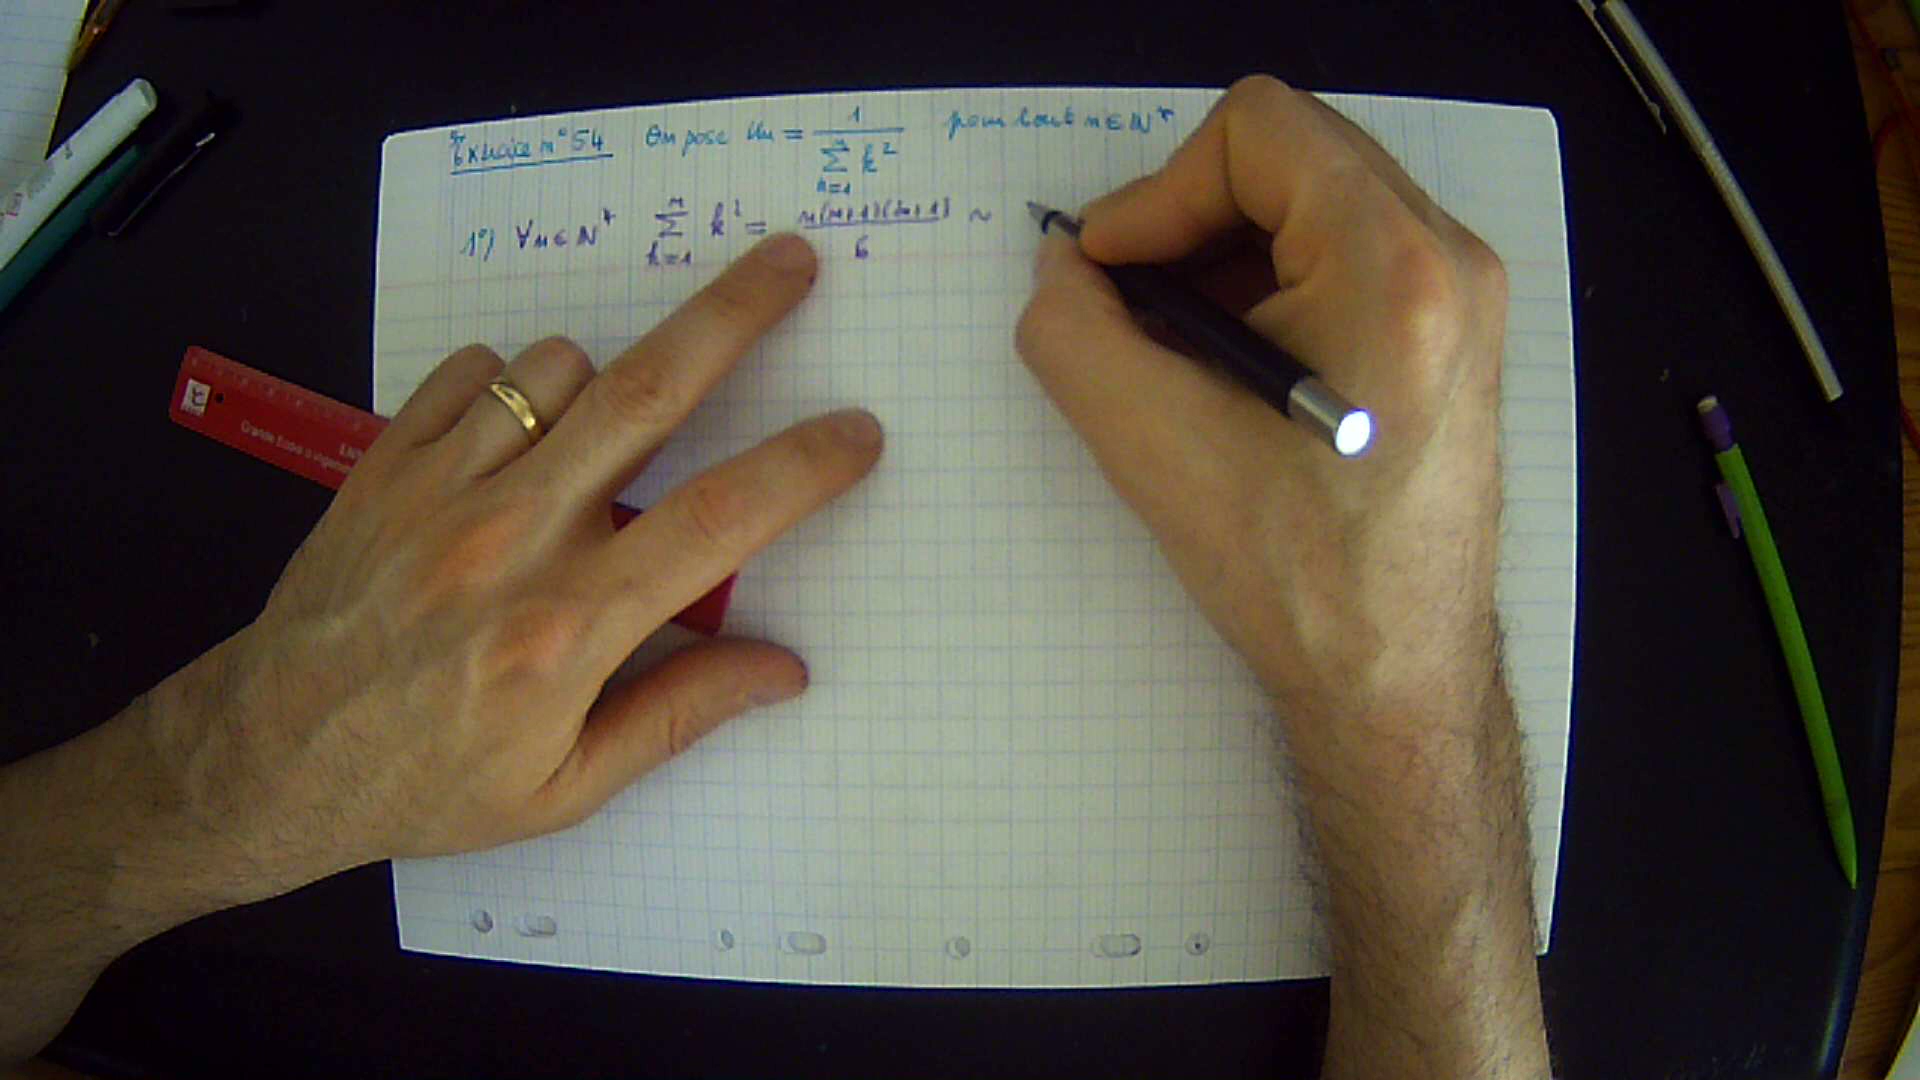 Exercice n°54 On pose Un = 1 / ∑_{k=1}^{n} k² pour tout n ∈ ℕ*
1°) ∀n ∈ ℕ* ∑_{k=1}^{n} k² = n(n+1)(2n+1) / 6 ~